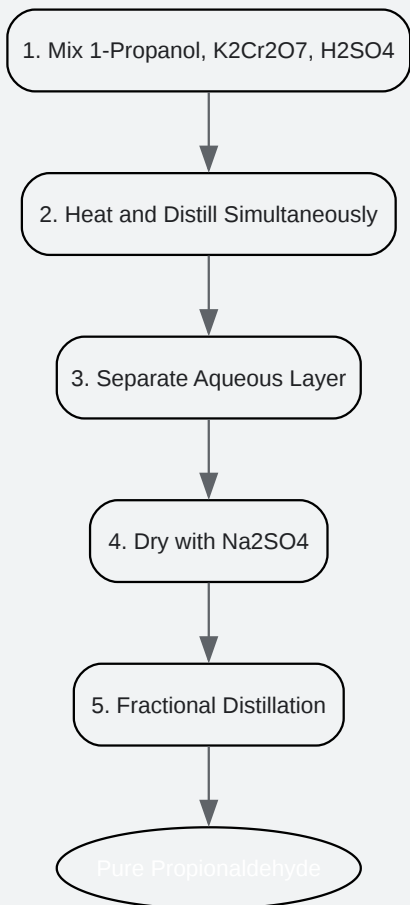 1. Mix 1-Propanol, K2Cr2O7, H2SO4
2. Heat and Distill Simultaneously
3. Separate Aqueous Layer
4. Dry with Na2SO4
5. Fractional Distillation
Pure Propionaldehyde